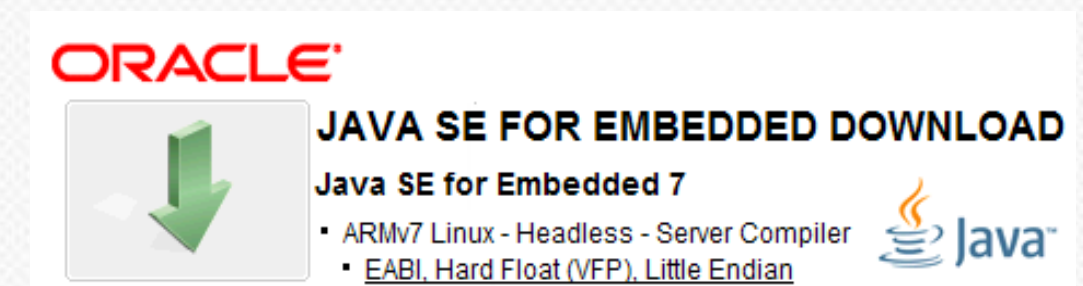 ORACLE
JAVA SE FOR EMBEDDED DOWNLOAD
Java SE for Embedded 7
▪ ARMv7 Linux - Headless - Server Compiler
▪ EABI, Hard Float (VFP), Little Endian
Java™